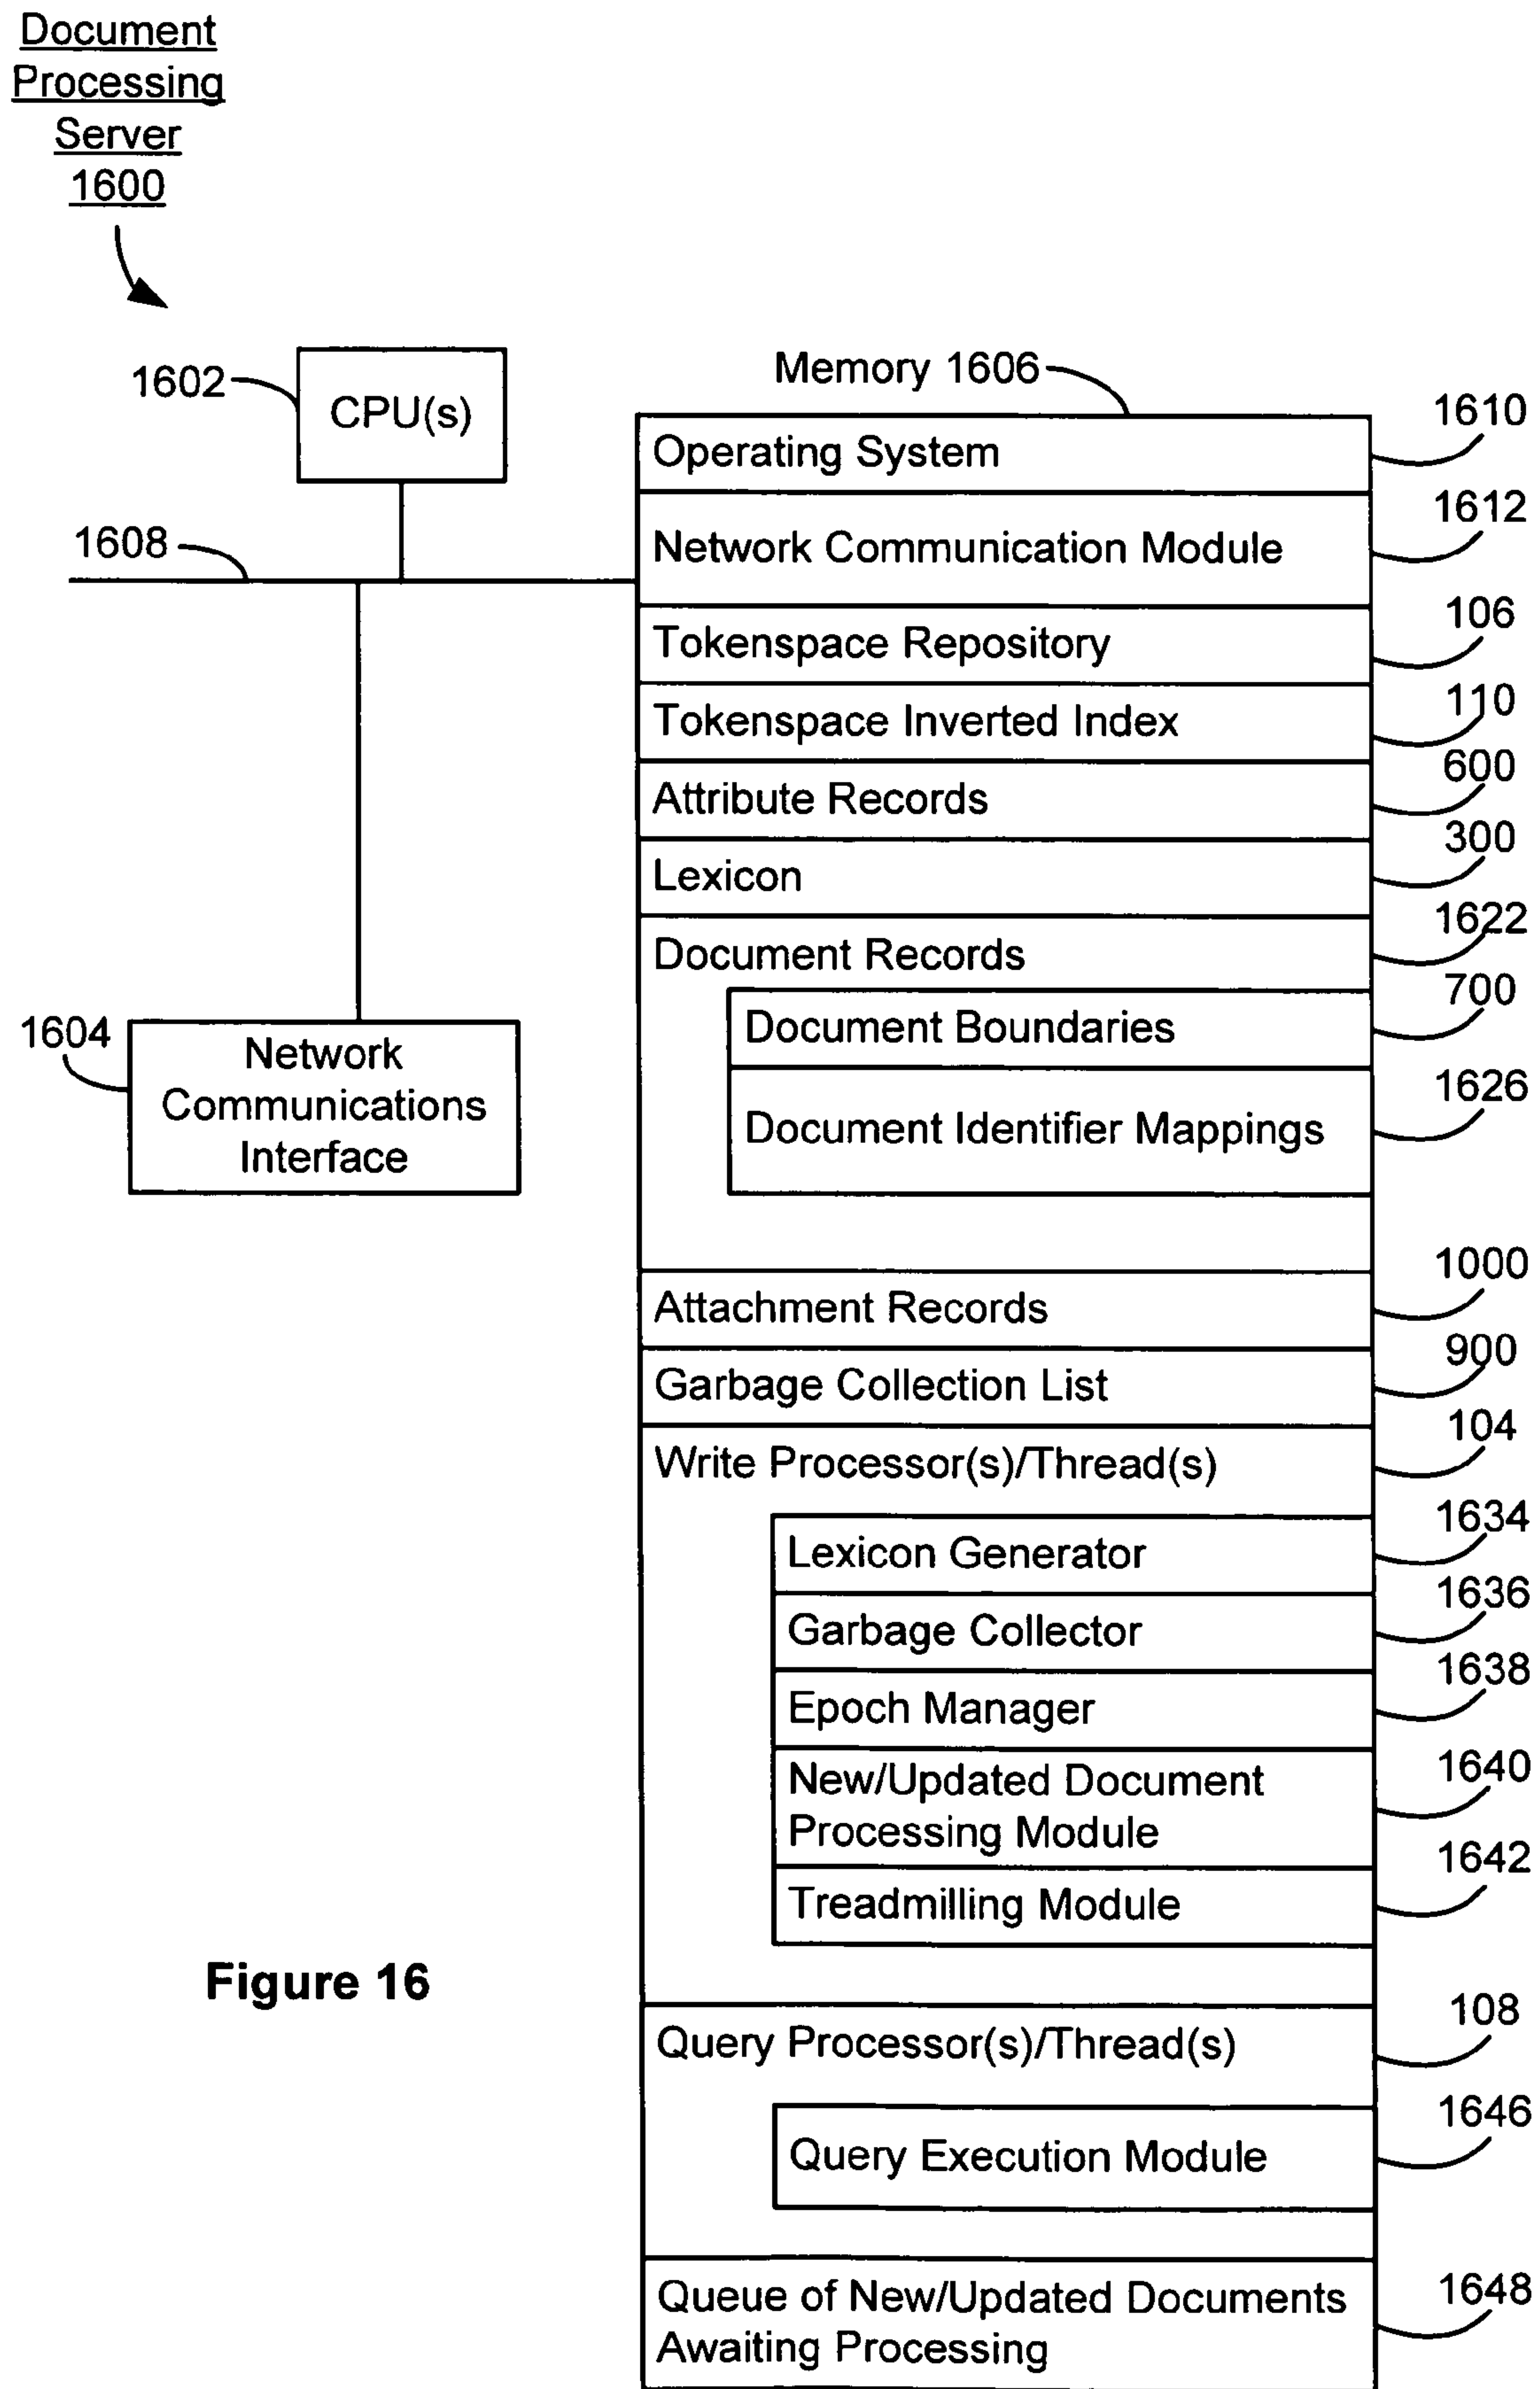 Document
Processing
Server
1600
1602
CPU(s)
Memory 1606
1608
Operating System
1610
Network Communication Module
1612
Tokenspace Repository
106
Tokenspace Inverted Index
110
Attribute Records
600
Lexicon
300
Document Records
1622
Document Boundaries
700
Document Identifier Mappings
1626
1604
Network
Communications
Interface
Attachment Records
1000
Garbage Collection List
900
Write Processor(s)/Thread(s)
104
Lexicon Generator
1634
Garbage Collector
1636
Epoch Manager
1638
New/Updated Document
Processing Module
1640
Treadmilling Module
1642
Figure 16
Query Processor(s)/Thread(s)
108
Query Execution Module
1646
Queue of New/Updated Documents
Awaiting Processing
1648